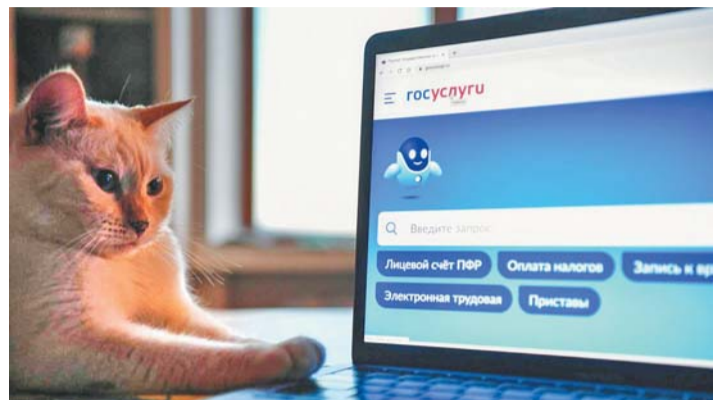 госуслуги
Введите запрос
Лицевой счёт ПФР Оплата налогов Запись к вр
Электронная трудовая Приставы